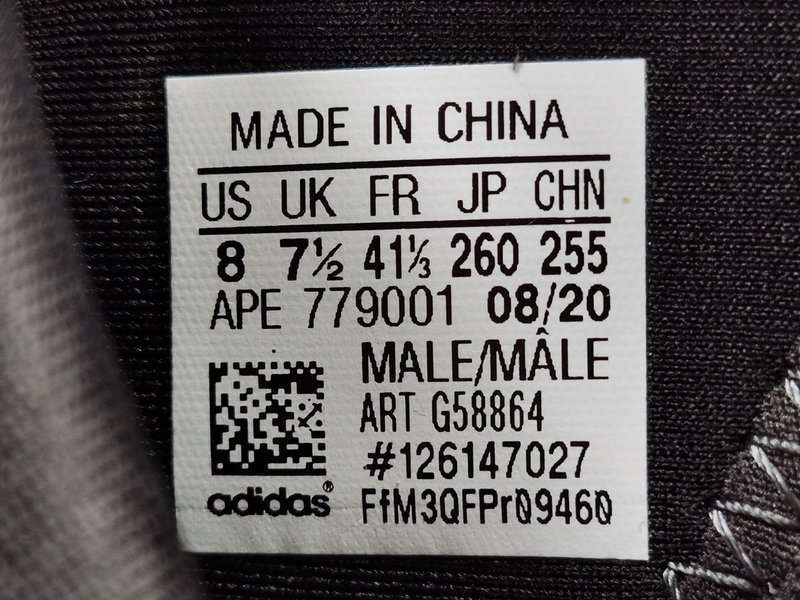 MADE IN CHINA
US UK FR JP CHN
8 7½ 41⅓ 260 255
APE 779001 08/20
MALE/MÂLE
ART G58864
#126147027
adidas® FfM3QFPr09460